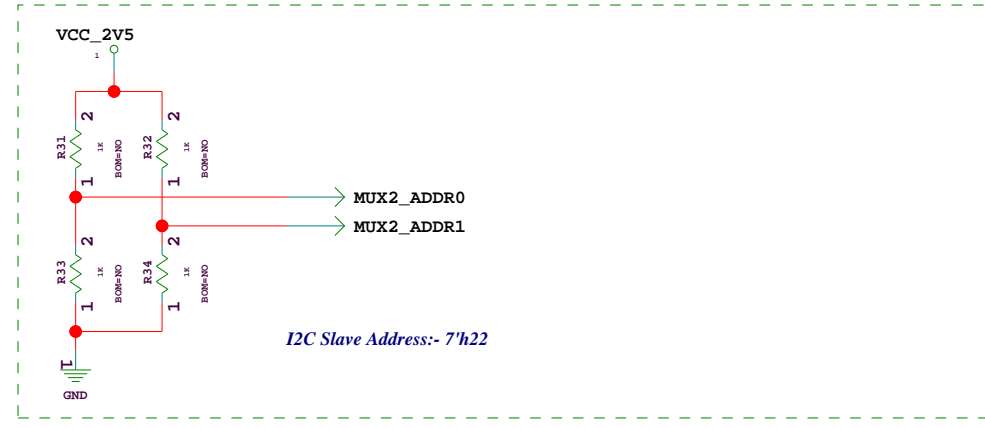 VCC_2V5
1
2
2
R31
1K
BOM=NO
R32
1K
BOM=NO
1
1
MUX2_ADDR0
MUX2_ADDR1
2
2
R33
1K
BOM=NO
R34
1K
BOM=NO
1
1
I2C Slave Address:- 7'h22
1
GND